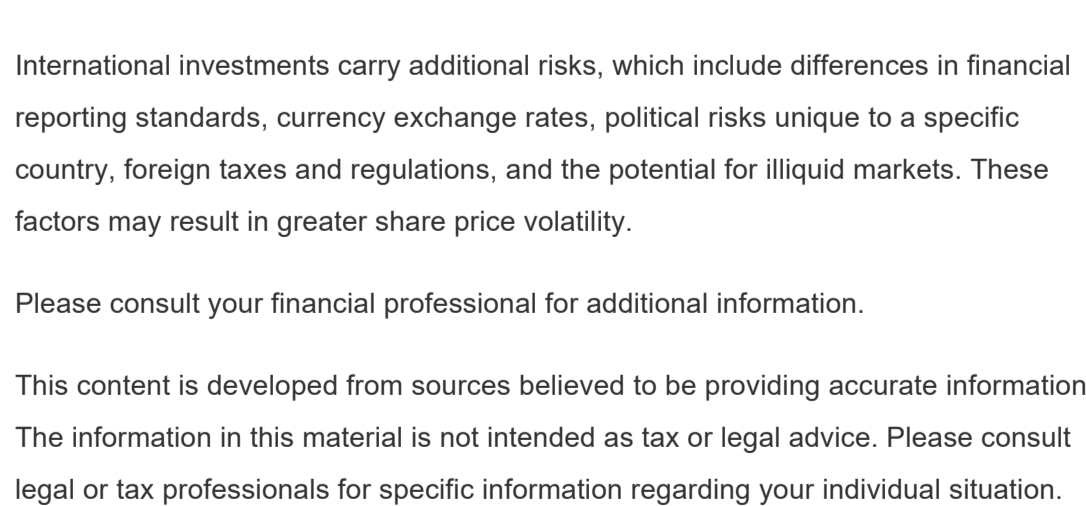 International investments carry additional risks, which include differences in financial
reporting standards, currency exchange rates, political risks unique to a specific
country, foreign taxes and regulations, and the potential for illiquid markets. These
factors may result in greater share price volatility.
Please consult your financial professional for additional information.
This content is developed from sources believed to be providing accurate information
The information in this material is not intended as tax or legal advice. Please consult
legal or tax professionals for specific information regarding your individual situation.